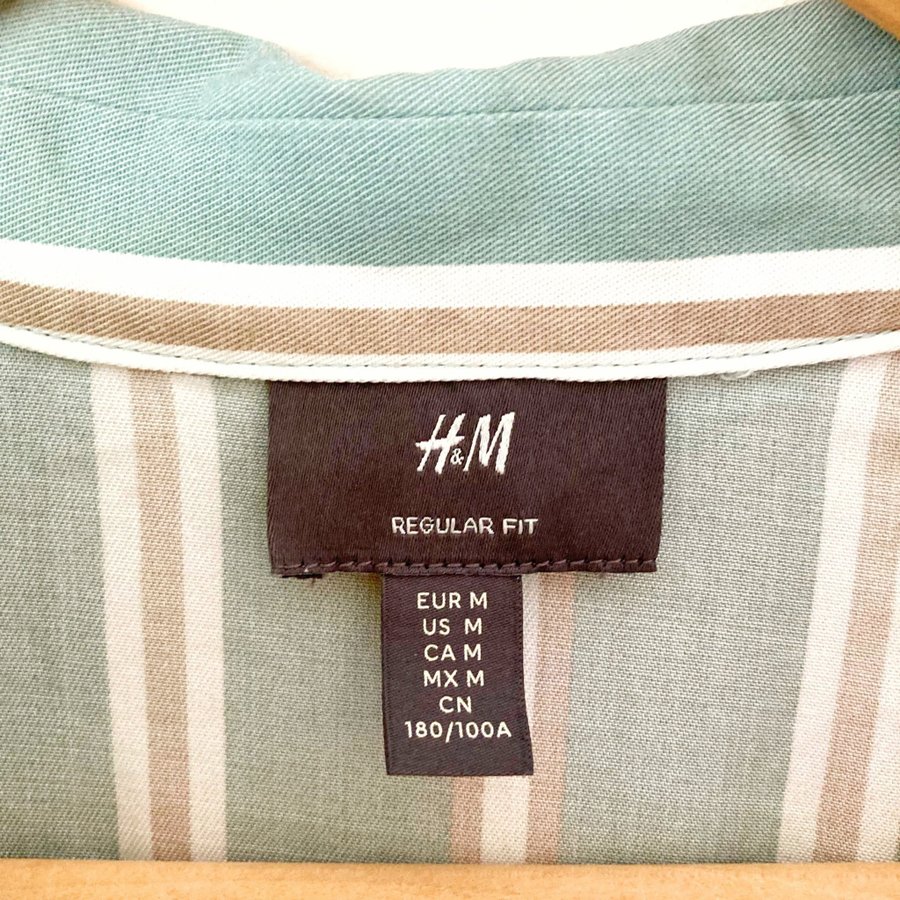 H&M
REGULAR FIT
EUR M
US M
CA M
MX M
CN
180/100A